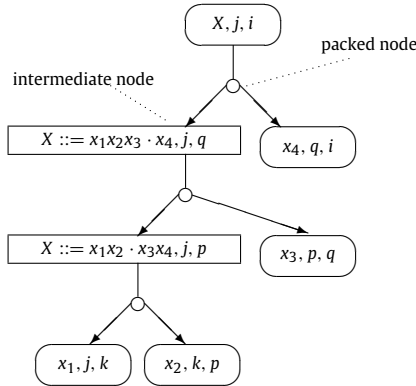 X, j, i
packed node
intermediate node
X ::= x₁x₂x₃ · x₄, j, q
x₄, q, i
X ::= x₁x₂ · x₃x₄, j, p
x₃, p, q
x₁, j, k
x₂, k, p